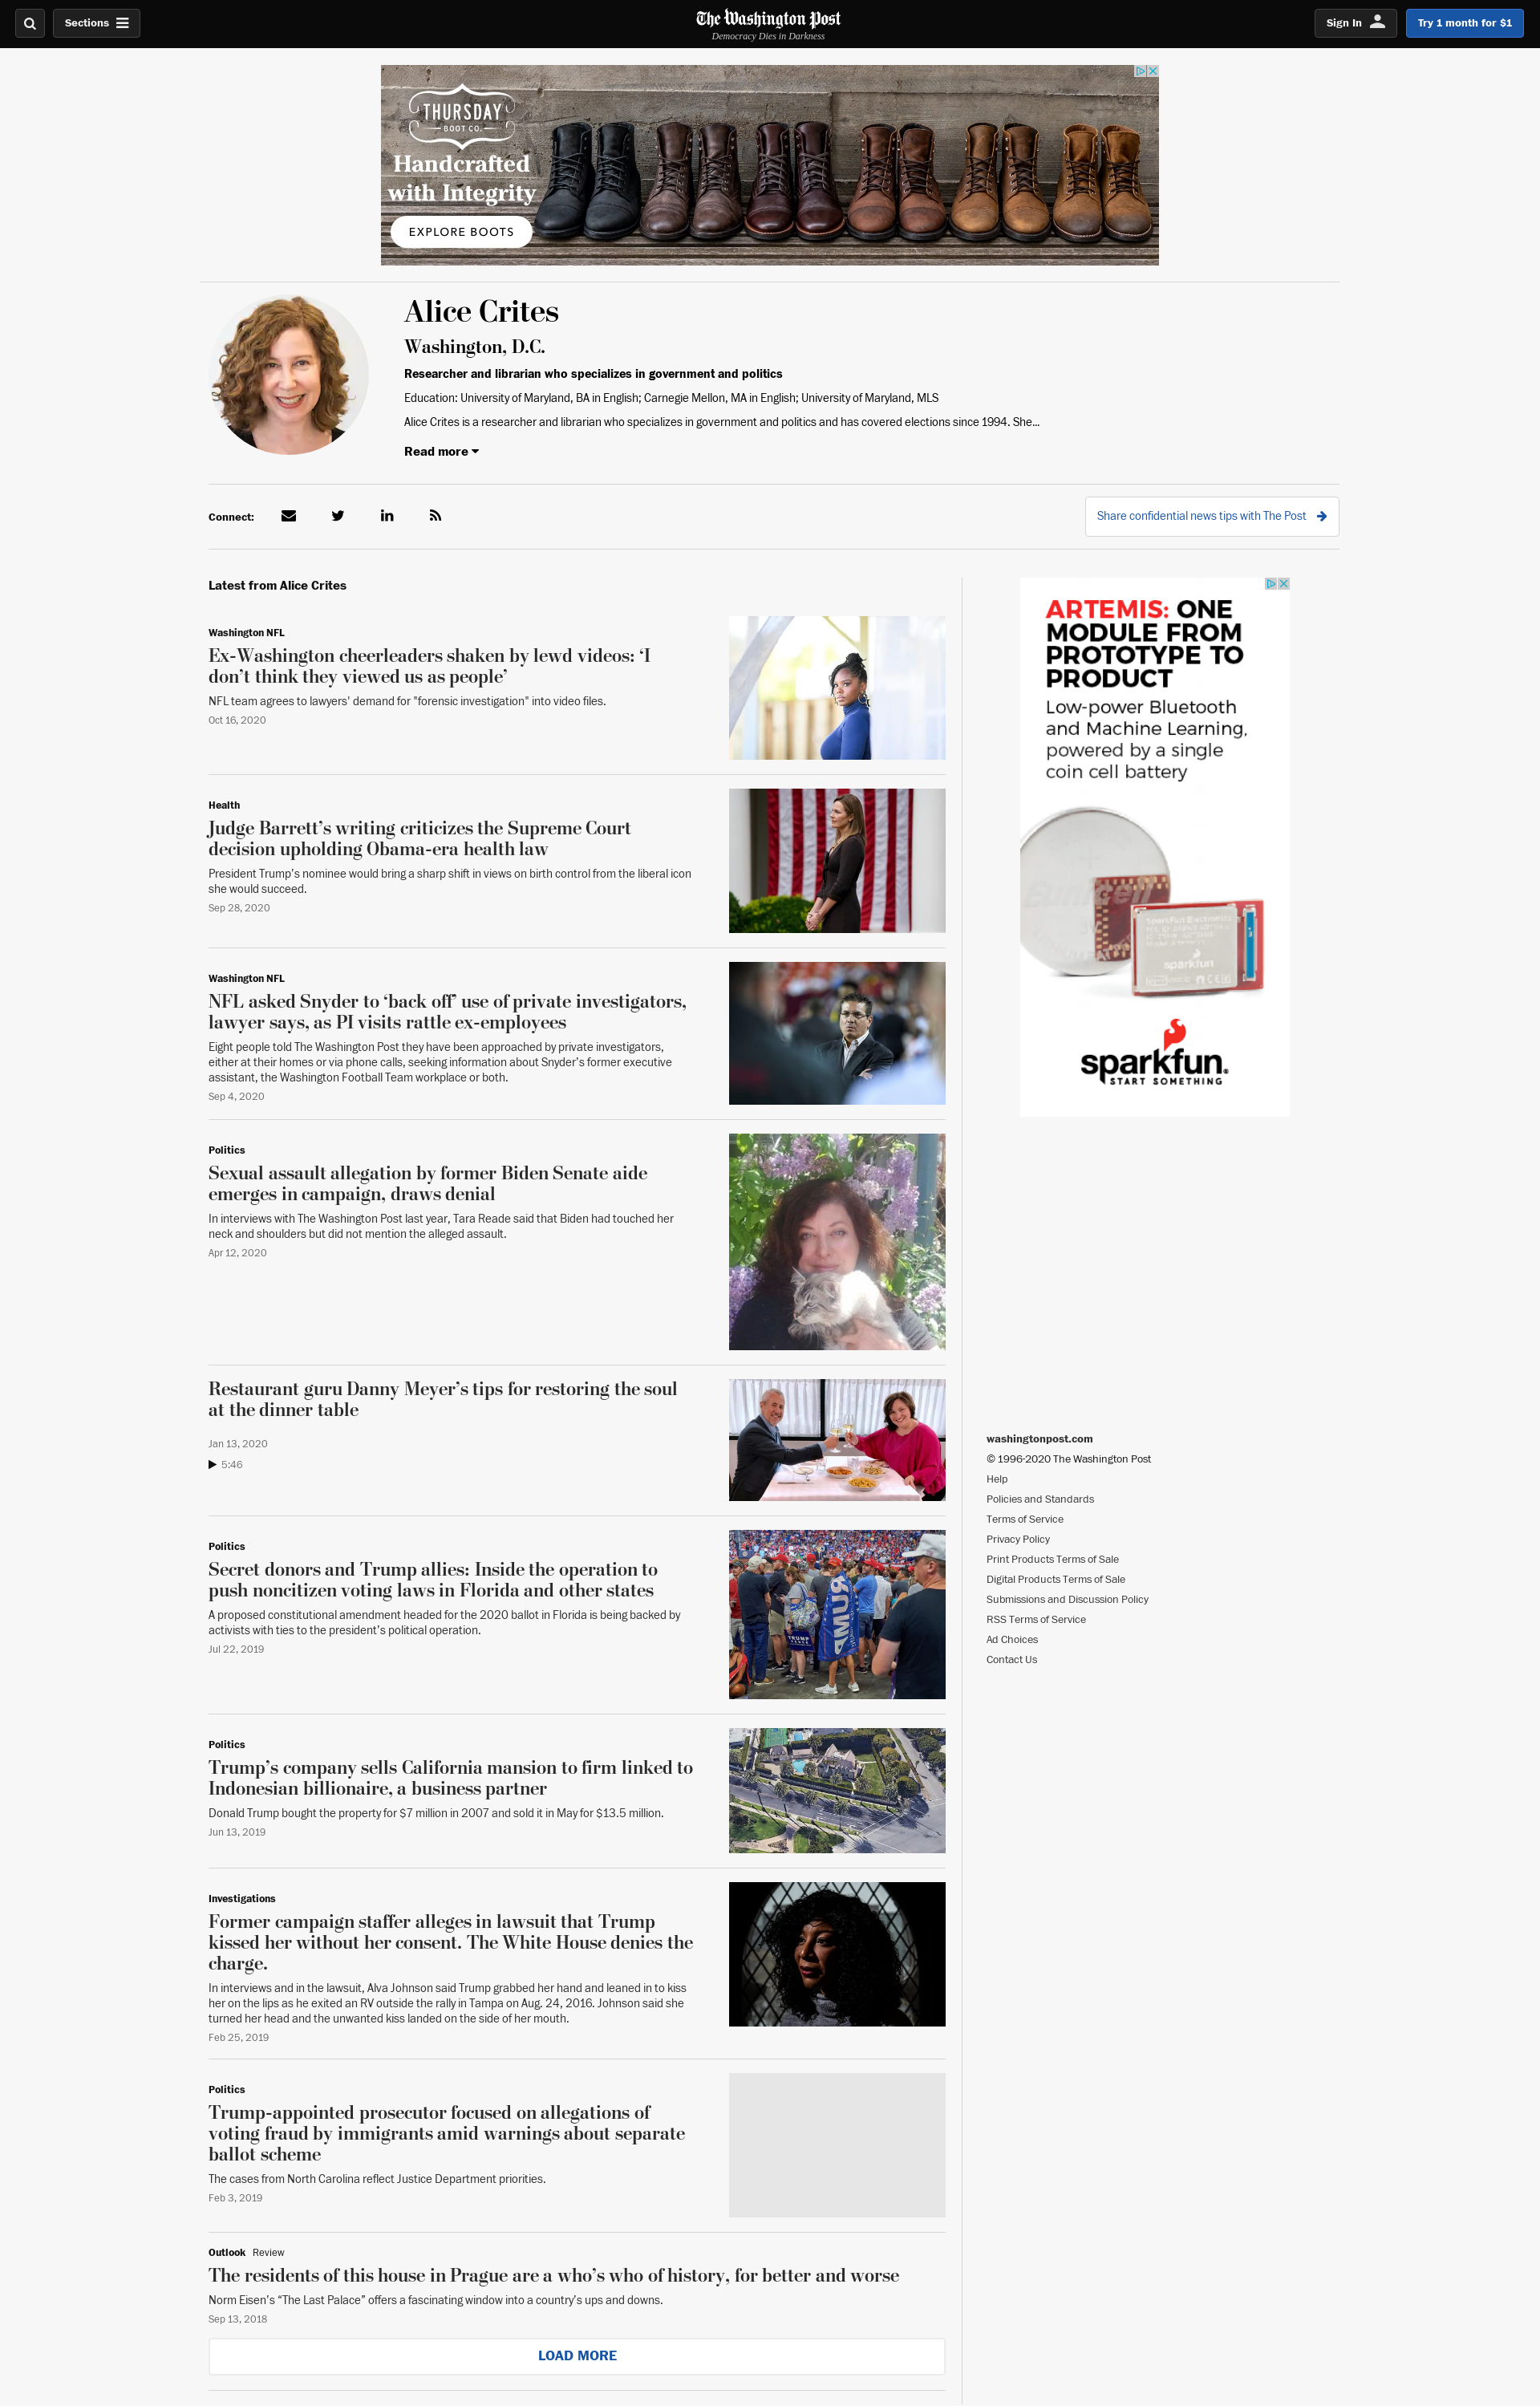 Sections
The Washington Post
Democracy Dies in Darkness
Sign In
Try 1 month for $1
THURSDAY
BOOT CO.
Handcrafted
with Integrity
EXPLORE BOOTS
Alice Crites
Washington, D.C.
Researcher and librarian who specializes in government and politics
Education: University of Maryland, BA in English; Carnegie Mellon, MA in English; University of Maryland, MLS
Alice Crites is a researcher and librarian who specializes in government and politics and has covered elections since 1994. She...
Read more
Connect:
Share confidential news tips with The Post
Latest from Alice Crites
Washington NFL
Ex-Washington cheerleaders shaken by lewd videos: ‘I
don’t think they viewed us as people’
NFL team agrees to lawyers' demand for "forensic investigation" into video files.
Oct 16, 2020
Health
Judge Barrett’s writing criticizes the Supreme Court
decision upholding Obama-era health law
President Trump’s nominee would bring a sharp shift in views on birth control from the liberal icon
she would succeed.
Sep 28, 2020
Washington NFL
NFL asked Snyder to ‘back off’ use of private investigators,
lawyer says, as PI visits rattle ex-employees
Eight people told The Washington Post they have been approached by private investigators,
either at their homes or via phone calls, seeking information about Snyder’s former executive
assistant, the Washington Football Team workplace or both.
Sep 4, 2020
Politics
Sexual assault allegation by former Biden Senate aide
emerges in campaign, draws denial
In interviews with The Washington Post last year, Tara Reade said that Biden had touched her
neck and shoulders but did not mention the alleged assault.
Apr 12, 2020
Restaurant guru Danny Meyer’s tips for restoring the soul
at the dinner table
Jan 13, 2020
5:46
Politics
Secret donors and Trump allies: Inside the operation to
push noncitizen voting laws in Florida and other states
A proposed constitutional amendment headed for the 2020 ballot in Florida is being backed by
activists with ties to the president’s political operation.
Jul 22, 2019
TRUMP
TRUMP
PENCE
Politics
Trump’s company sells California mansion to firm linked to
Indonesian billionaire, a business partner
Donald Trump bought the property for $7 million in 2007 and sold it in May for $13.5 million.
Jun 13, 2019
Investigations
Former campaign staffer alleges in lawsuit that Trump
kissed her without her consent. The White House denies the
charge.
In interviews and in the lawsuit, Alva Johnson said Trump grabbed her hand and leaned in to kiss
her on the lips as he exited an RV outside the rally in Tampa on Aug. 24, 2016. Johnson said she
turned her head and the unwanted kiss landed on the side of her mouth.
Feb 25, 2019
Politics
Trump-appointed prosecutor focused on allegations of
voting fraud by immigrants amid warnings about separate
ballot scheme
The cases from North Carolina reflect Justice Department priorities.
Feb 3, 2019
Outlook Review
The residents of this house in Prague are a who’s who of history, for better and worse
Norm Eisen’s “The Last Palace” offers a fascinating window into a country’s ups and downs.
Sep 13, 2018
LOAD MORE
ARTEMIS: ONE
MODULE FROM
PROTOTYPE TO
PRODUCT
Low-power Bluetooth
and Machine Learning,
powered by a single
coin cell battery
SparkFun Electronics
sparkfun
sparkfun
START SOMETHING
washingtonpost.com
© 1996-2020 The Washington Post
Help
Policies and Standards
Terms of Service
Privacy Policy
Print Products Terms of Sale
Digital Products Terms of Sale
Submissions and Discussion Policy
RSS Terms of Service
Ad Choices
Contact Us